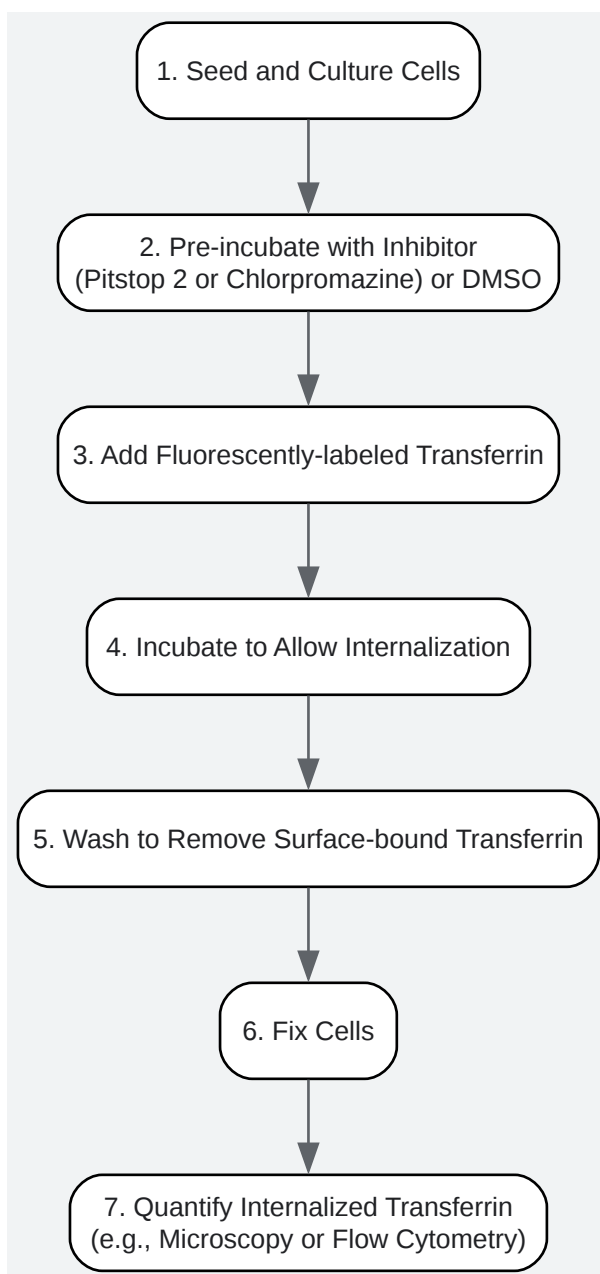 1. Seed and Culture Cells
2. Pre-incubate with Inhibitor
(Pitstop 2 or Chlorpromazine) or DMSO
3. Add Fluorescently-labeled Transferrin
4. Incubate to Allow Internalization
5. Wash to Remove Surface-bound Transferrin
6. Fix Cells
7. Quantify Internalized Transferrin
(e.g., Microscopy or Flow Cytometry)